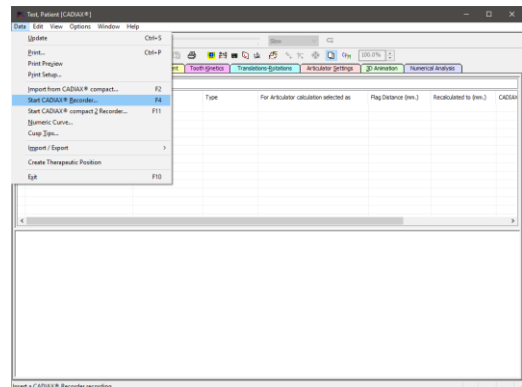 Test, Patient [CADIAX®]
Data Edit View Options Window Help
Update Ctrl+S
Print... Ctrl+P
Print Preview
Print Setup...
Import from CADIAX® compact... F2
Start CADIAX® Recorder... F4
Start CADIAX® compact 2 Recorder... F11
Numeric Curve...
Cusp Tips...
Import / Export
Create Therapeutic Position
Exit F10
Slow
100.0%
Tooth Kinetics Translations-Rotations Articulator Settings 3D Animation Numerical Analysis
Type For Articulator calculation selected as Flag Distance (mm.) Recalculated to (mm.) CADIAX
Insert a CADIAX® Recorder recording